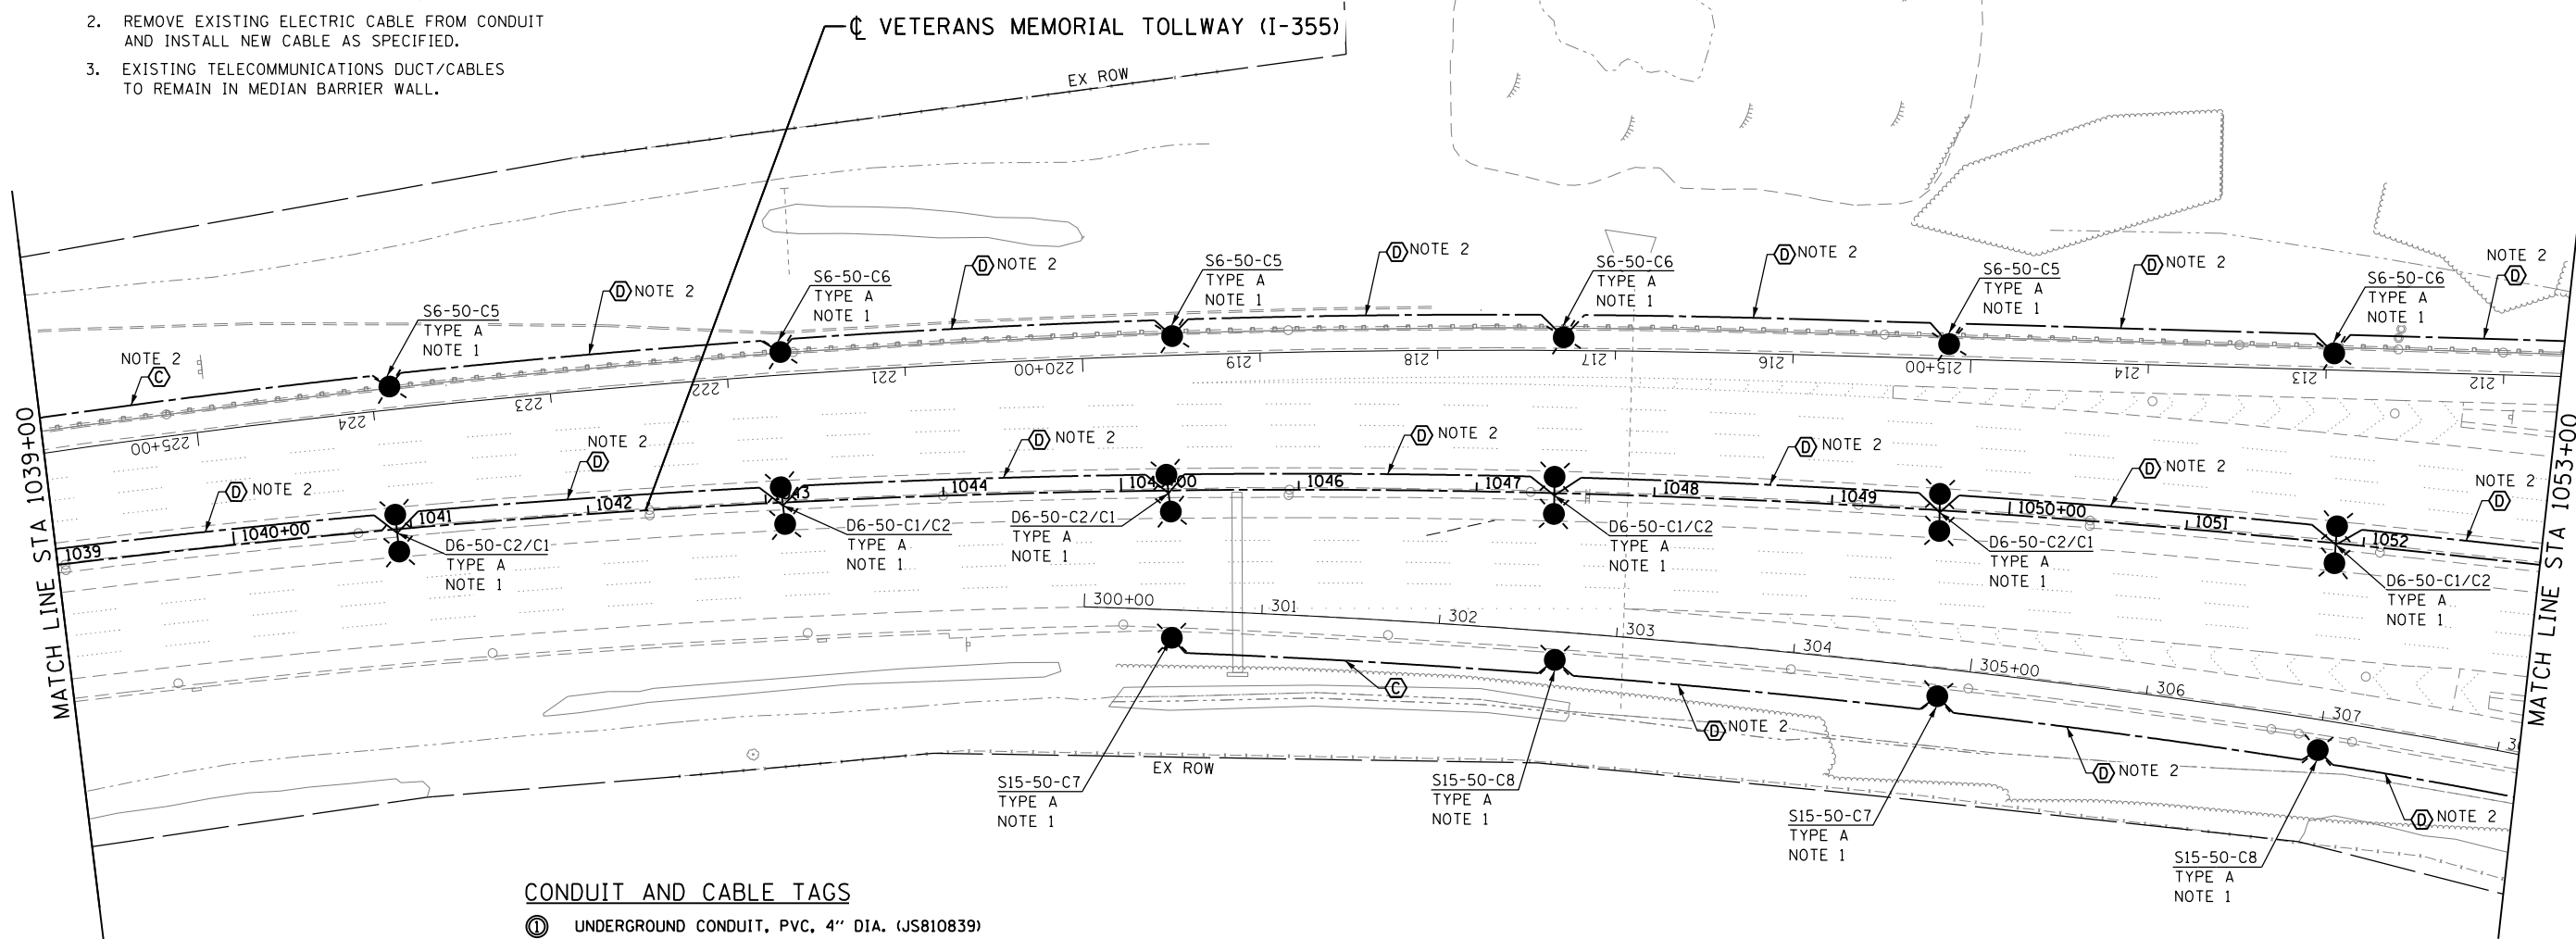 2. REMOVE EXISTING ELECTRIC CABLE FROM CONDUIT
AND INSTALL NEW CABLE AS SPECIFIED.
3. EXISTING TELECOMMUNICATIONS DUCT/CABLES
TO REMAIN IN MEDIAN BARRIER WALL.
℄ VETERANS MEMORIAL TOLLWAY (I-355)
EX ROW
MATCH LINE STA 1039+00
MATCH LINE STA 1053+00
NOTE 2
C
S6-50-C5
TYPE A
NOTE 1
D NOTE 2
S6-50-C6
TYPE A
NOTE 1
D NOTE 2
S6-50-C5
TYPE A
NOTE 1
D NOTE 2
S6-50-C6
TYPE A
NOTE 1
D NOTE 2
S6-50-C5
TYPE A
NOTE 1
D NOTE 2
S6-50-C6
TYPE A
NOTE 1
NOTE 2
D
225+00
224
223
222
221
220+00
219
218
217
216
215+00
214
213
212
D NOTE 2
NOTE 2
D
D NOTE 2
D NOTE 2
D NOTE 2
D NOTE 2
NOTE 2
D
1039
1040+00
1041
1042
1044
1046
1047
1048
1049
1050+00
1051
1052
D6-50-C2/C1
TYPE A
NOTE 1
D6-50-C1/C2
TYPE A
NOTE 1
D6-50-C2/C1
TYPE A
NOTE 1
D6-50-C1/C2
TYPE A
NOTE 1
D6-50-C2/C1
TYPE A
NOTE 1
D6-50-C1/C2
TYPE A
NOTE 1
300+00
301
302
303
304
305+00
306
307
C
D NOTE 2
D NOTE 2
D NOTE 2
EX ROW
S15-50-C7
TYPE A
NOTE 1
S15-50-C8
TYPE A
NOTE 1
S15-50-C7
TYPE A
NOTE 1
S15-50-C8
TYPE A
NOTE 1
CONDUIT AND CABLE TAGS
1 UNDERGROUND CONDUIT, PVC, 4" DIA. (JS810839)